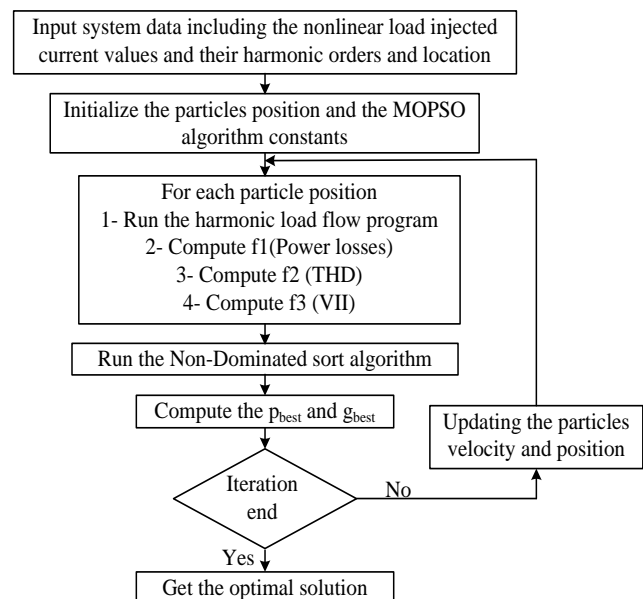 Input system data including the nonlinear load injected
current values and their harmonic orders and location
Initialize the particles position and the MOPSO
algorithm constants
For each particle position
1- Run the harmonic load flow program
2- Compute f1(Power losses)
3- Compute f2 (THD)
4- Compute f3 (VII)
Run the Non-Dominated sort algorithm
Compute the pbest and gbest
Updating the particles
velocity and position
Iteration
end
No
Yes
Get the optimal solution